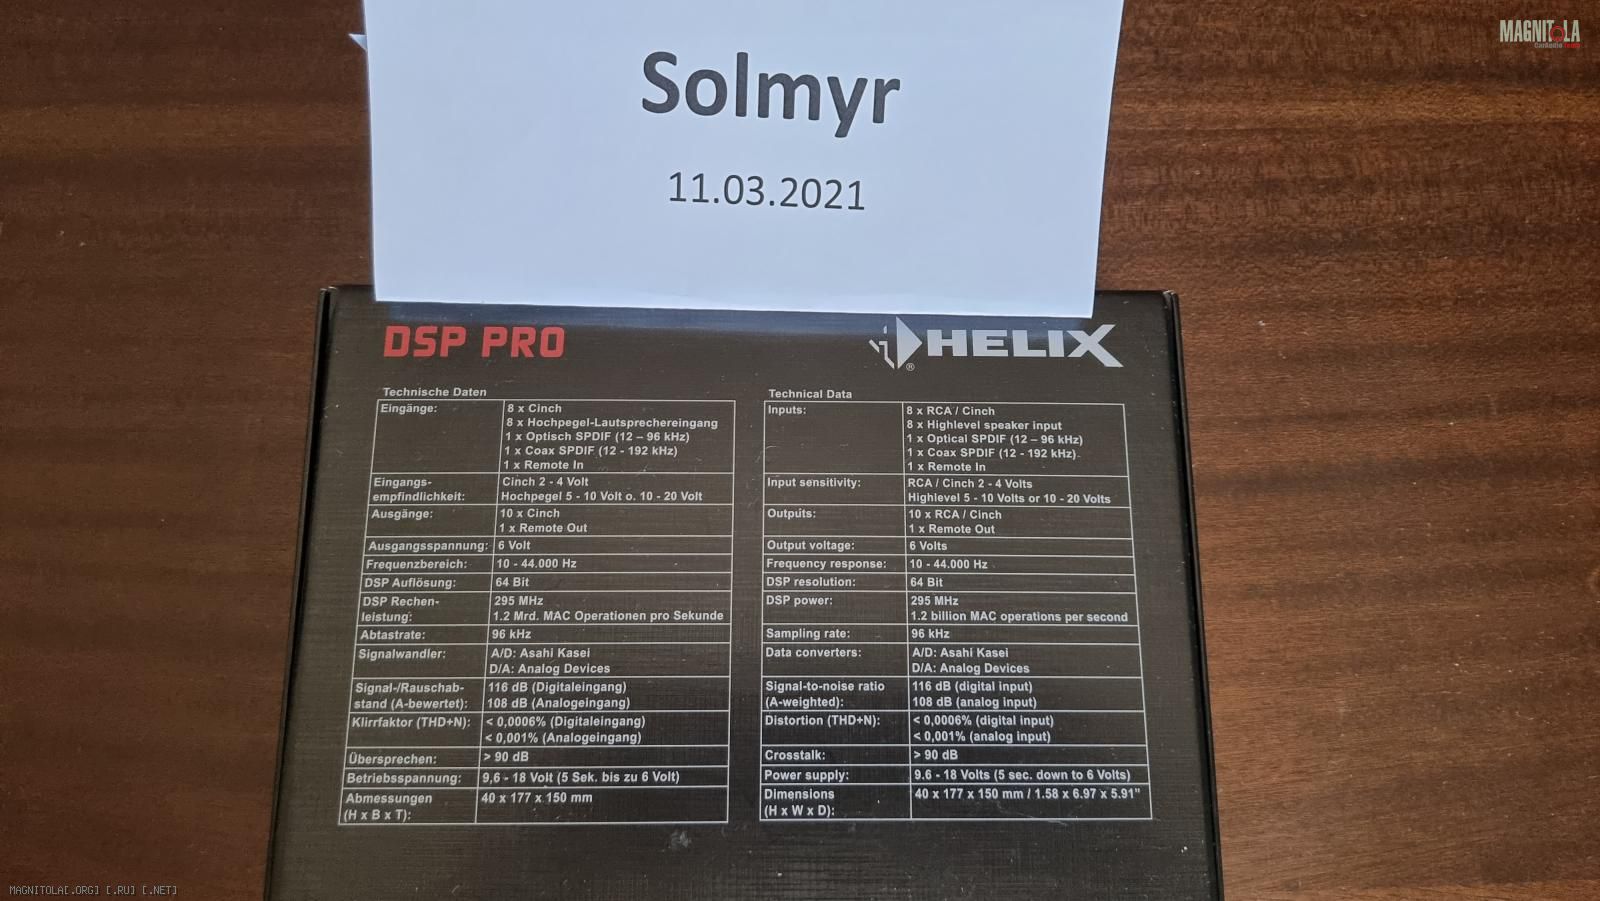 MAGNITOLA
Solmyr
11.03.2021
DSP PRO
HELIX
®
Technische Daten
Eingänge: 8 x Cinch
8 x Hochpegel-Lautsprechereingang
1 x Optisch SPDIF (12 – 96 kHz)
1 x Coax SPDIF (12 - 192 kHz)
1 x Remote In
Eingangs- Cinch 2 - 4 Volt
empfindlichkeit: Hochpegel 5 - 10 Volt o. 10 - 20 Volt
Ausgänge: 10 x Cinch
1 x Remote Out
Ausgangsspannung: 6 Volt
Frequenzbereich: 10 - 44.000 Hz
DSP Auflösung: 64 Bit
DSP Rechen- 295 MHz
leistung: 1.2 Mrd. MAC Operationen pro Sekunde
Abtastrate: 96 kHz
Signalwandler: A/D: Asahi Kasei
D/A: Analog Devices
Signal-/Rauschab- 116 dB (Digitaleingang)
stand (A-bewertet): 108 dB (Analogeingang)
Klirrfaktor (THD+N): < 0,0006% (Digitaleingang)
< 0,001% (Analogeingang)
Übersprechen: > 90 dB
Betriebsspannung: 9,6 - 18 Volt (5 Sek. bis zu 6 Volt)
Abmessungen 40 x 177 x 150 mm
(H x B x T):
Technical Data
Inputs: 8 x RCA / Cinch
8 x Highlevel speaker input
1 x Optical SPDIF (12 – 96 kHz)
1 x Coax SPDIF (12 - 192 kHz)
1 x Remote In
Input sensitivity: RCA / Cinch 2 - 4 Volts
Highlevel 5 - 10 Volts or 10 - 20 Volts
Outputs: 10 x RCA / Cinch
1 x Remote Out
Output voltage: 6 Volts
Frequency response: 10 - 44.000 Hz
DSP resolution: 64 Bit
DSP power: 295 MHz
1.2 billion MAC operations per second
Sampling rate: 96 kHz
Data converters: A/D: Asahi Kasei
D/A: Analog Devices
Signal-to-noise ratio 116 dB (digital input)
(A-weighted): 108 dB (analog input)
Distortion (THD+N): < 0,0006% (digital input)
< 0,001% (analog input)
Crosstalk: > 90 dB
Power supply: 9.6 - 18 Volts (5 sec. down to 6 Volts)
Dimensions 40 x 177 x 150 mm / 1.58 x 6.97 x 5.91”
(H x W x D):
MAGNITOLA[.ORG] [.RU] [.NET]